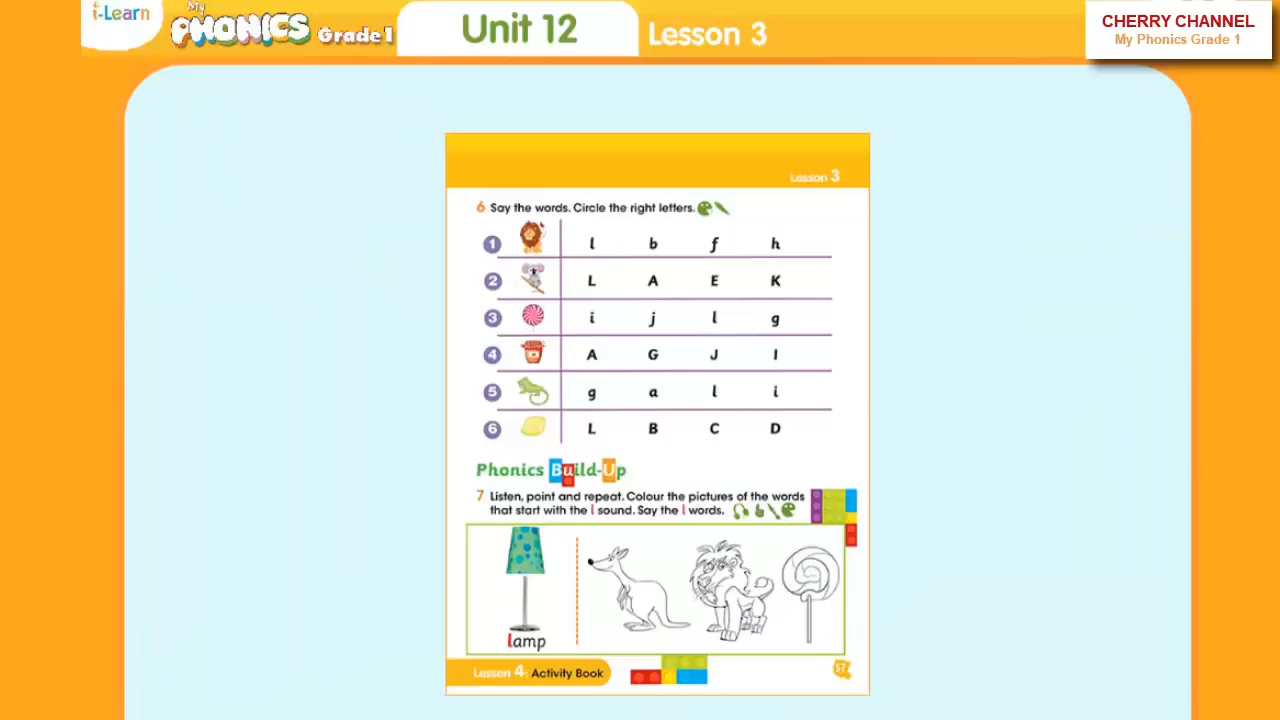 i-Learn
My
PHONICS Grade 1
Unit 12
Lesson 3
CHERRY CHANNEL
My Phonics Grade 1
Lesson 3
6 Say the words. Circle the right letters.
1 l b f h
2 L A E K
3 i j l g
4 A G J I
5 g a l i
6 L B C D
Phonics Build-Up
7 Listen, point and repeat. Colour the pictures of the words
that start with the l sound. Say the l words.
lamp
Lesson 4: Activity Book
57